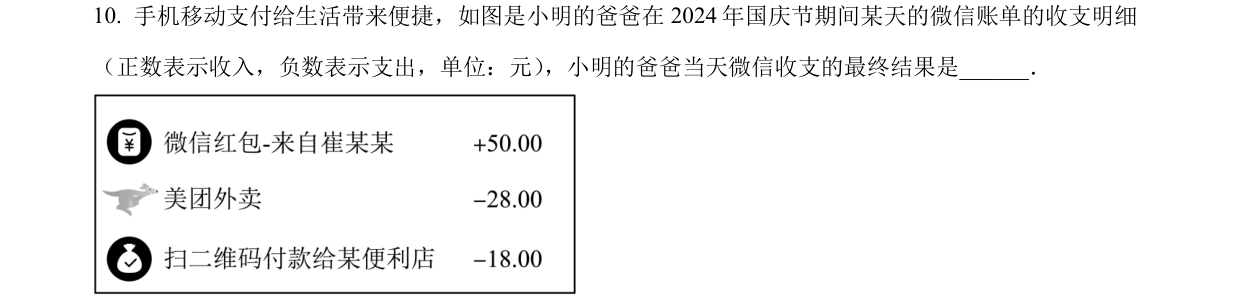 10. 手机移动支付给生活带来便捷，如图是小明的爸爸在 2024 年国庆节期间某天的微信账单的收支明细
（正数表示收入，负数表示支出，单位：元），小明的爸爸当天微信收支的最终结果是______．
微信红包-来自崔某某 +50.00
美团外卖 −28.00
扫二维码付款给某便利店 −18.00